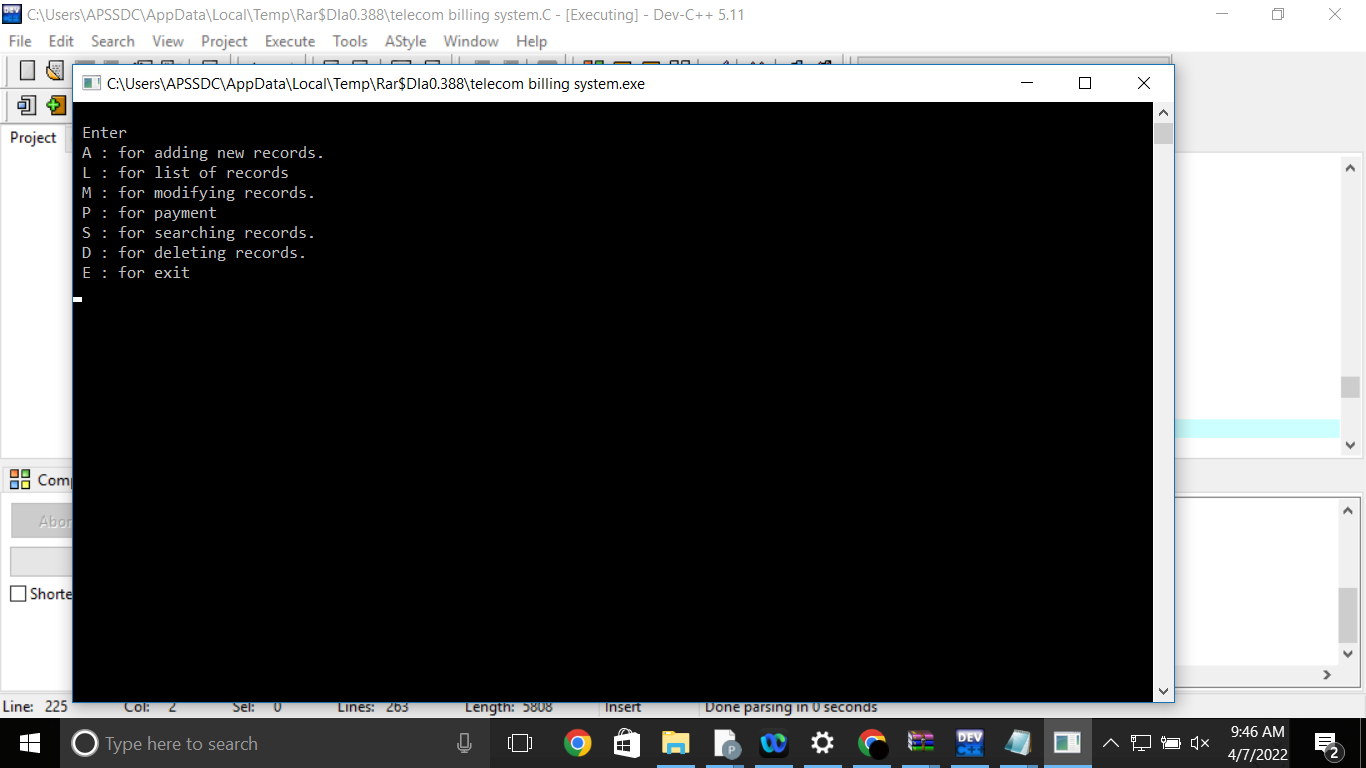 C:\Users\APSSDC\AppData\Local\Temp\Rar$DIa0.388\telecom billing system.C - [Executing] - Dev-C++ 5.11
File Edit Search View Project Execute Tools AStyle Window Help
C:\Users\APSSDC\AppData\Local\Temp\Rar$DIa0.388\telecom billing system.exe
Project
Enter
A : for adding new records.
L : for list of records
M : for modifying records.
P : for payment
S : for searching records.
D : for deleting records.
E : for exit
Line: 225 Col: 2 Sel: 0 Lines: 263 Length: 5808 Insert Done parsing in 0 seconds
Type here to search
DEV
9:46 AM
4/7/2022
2